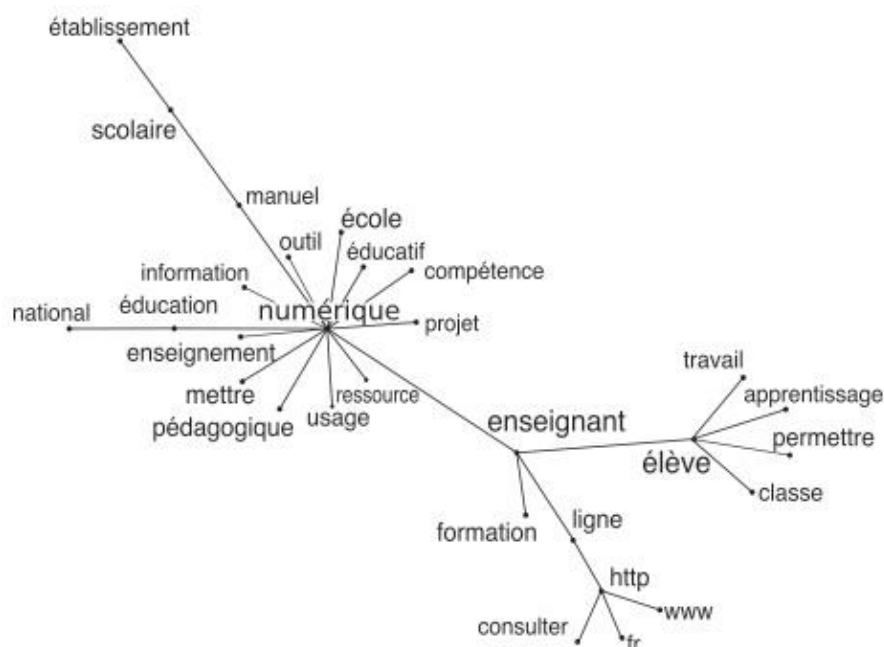 établissement
scolaire
manuel
école
outil
éducatif
information
compétence
numérique
national
éducation
projet
enseignement
mettre
ressource
usage
pédagogique
travail
apprentissage
enseignant
permettre
élève
classe
formation
ligne
http
www
consulter
fr